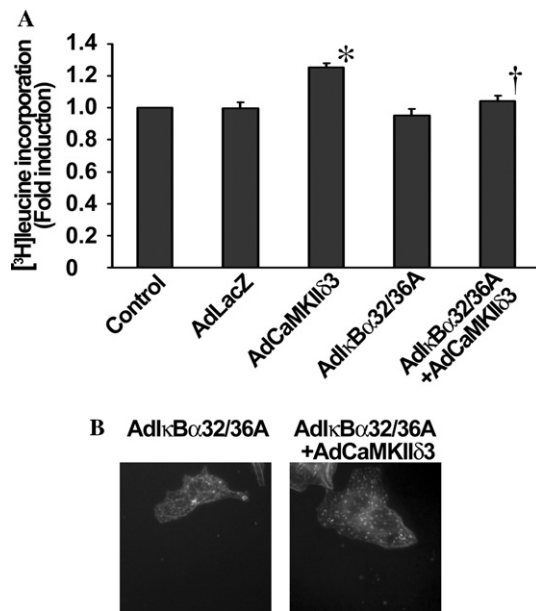 A
[³H]leucine incorporation
(Fold induction)
1.4
1.2
1.0
0.8
0.6
0.4
0.2
0
*
†
Control
AdLacZ
AdCaMKIIδ3
AdIκBα32/36A
AdIκBα32/36A
+AdCaMKIIδ3
B
AdIκBα32/36A
AdIκBα32/36A
+AdCaMKIIδ3